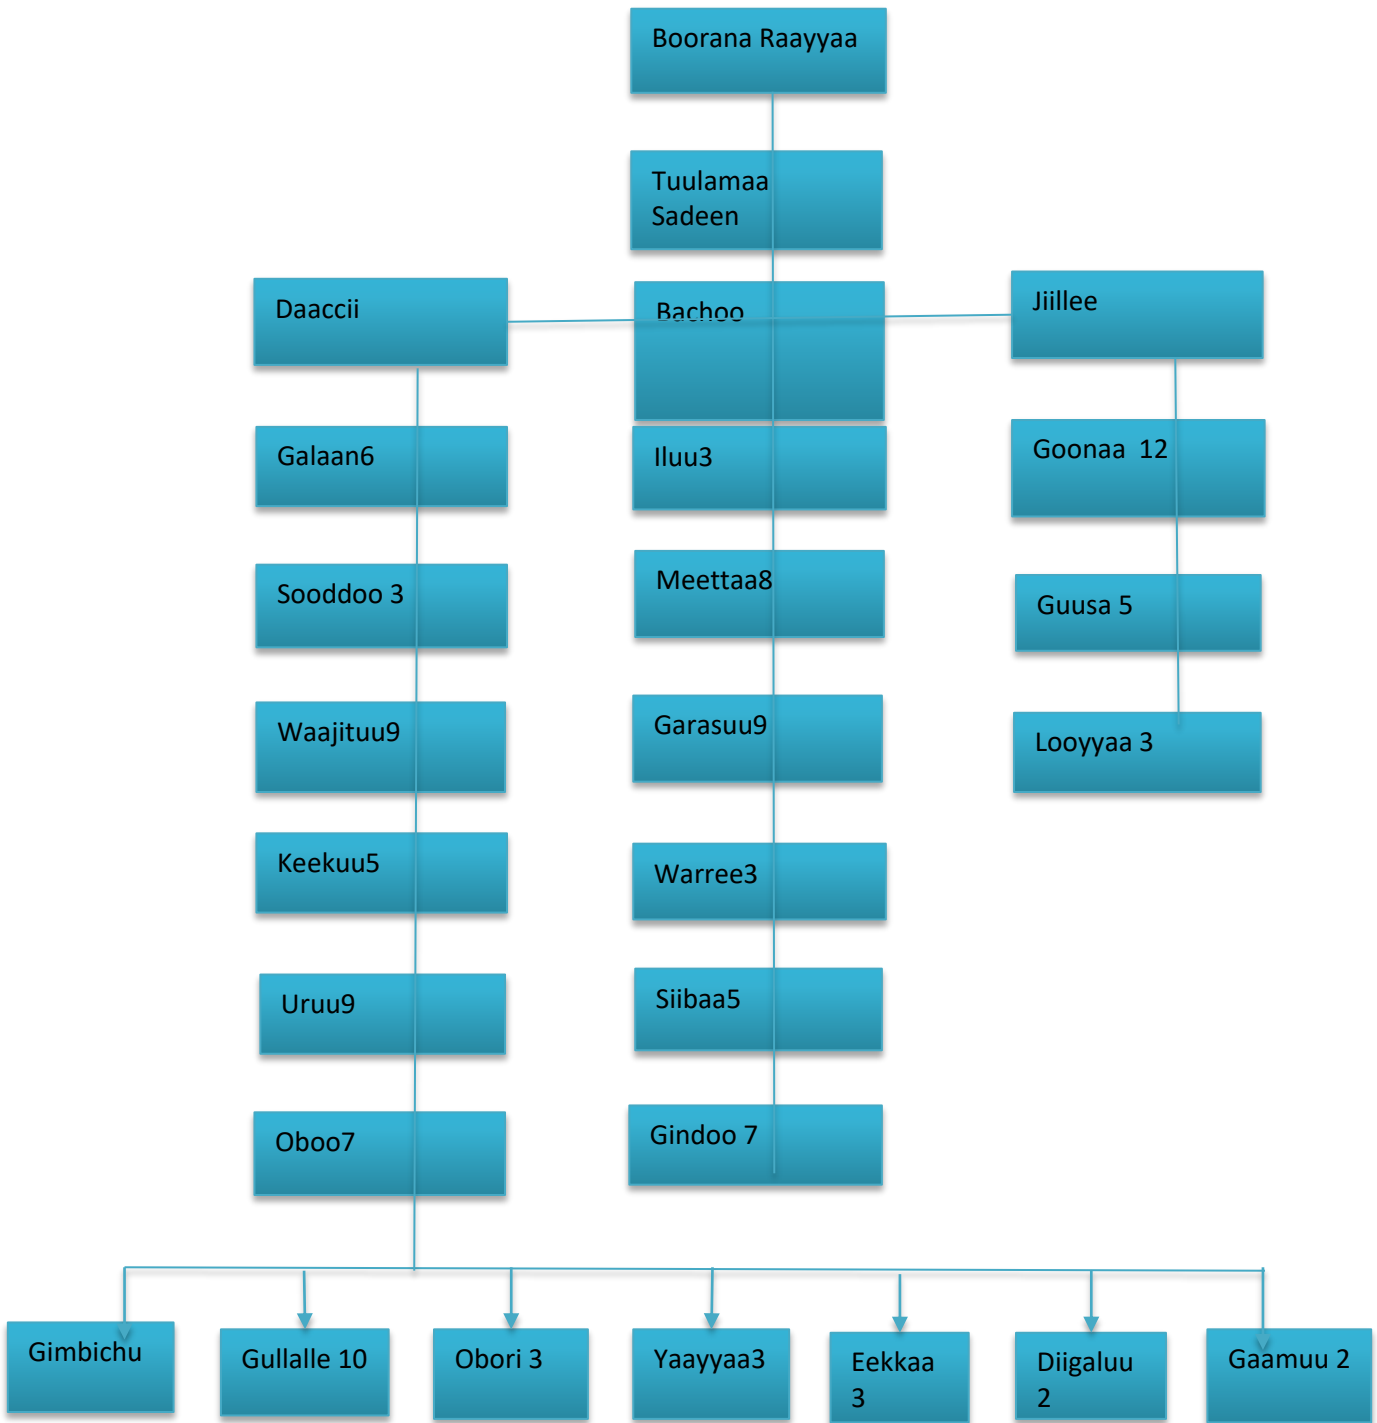 Boorana Raayyaa
Tuulamaa
Sadeen
Daaccii
Bachoo
Jiillee
Galaan6
Iluu3
Goonaa 12
Sooddoo 3
Meettaa8
Guusa 5
Waajituu9
Garasuu9
Looyyaa 3
Keekuu5
Warree3
Uruu9
Siibaa5
Oboo7
Gindoo 7
Gimbichu
Gullalle 10
Obori 3
Yaayyaa3
Eekkaa
3
Diigaluu
2
Gaamuu 2